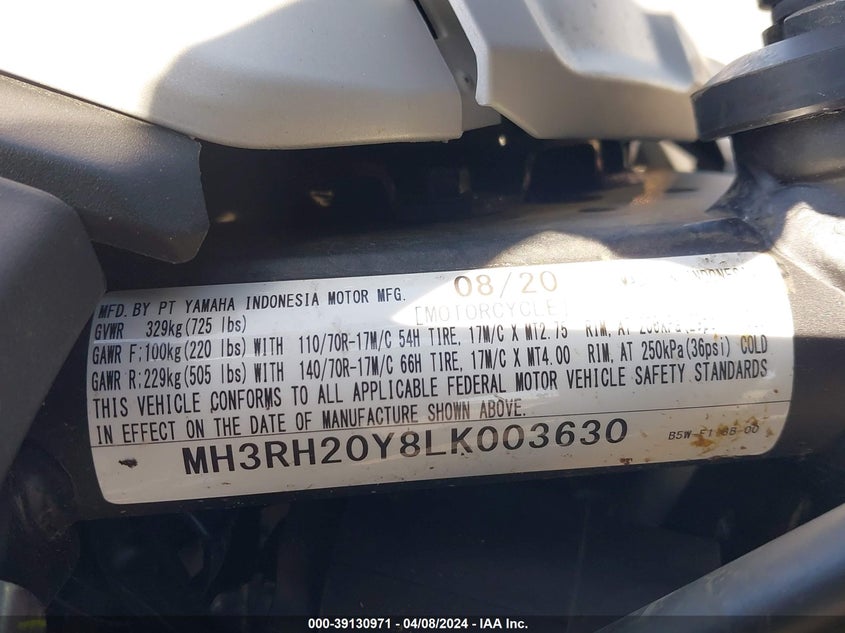 MFD. BY PT YAMAHA INDONESIA MOTOR MFG. 08/20
GVWR 329kg(725 lbs) [MOTORCYCLE]
GAWR F:100kg(220 lbs) WITH 110/70R-17M/C 54H TIRE, 17M/C X MT2.75 RIM, AT
GAWR R:229kg(505 lbs) WITH 140/70R-17M/C 66H TIRE, 17M/C X MT4.00 RIM, AT 250kPa(36psi) COLD
THIS VEHICLE CONFORMS TO ALL APPLICABLE FEDERAL MOTOR VEHICLE SAFETY STANDARDS
IN EFFECT ON THE DATE OF MANUFACTURE SHOWN ABOVE.
MH3RH20Y8LK003630
000-39130971 - 04/08/2024 - IAA Inc.